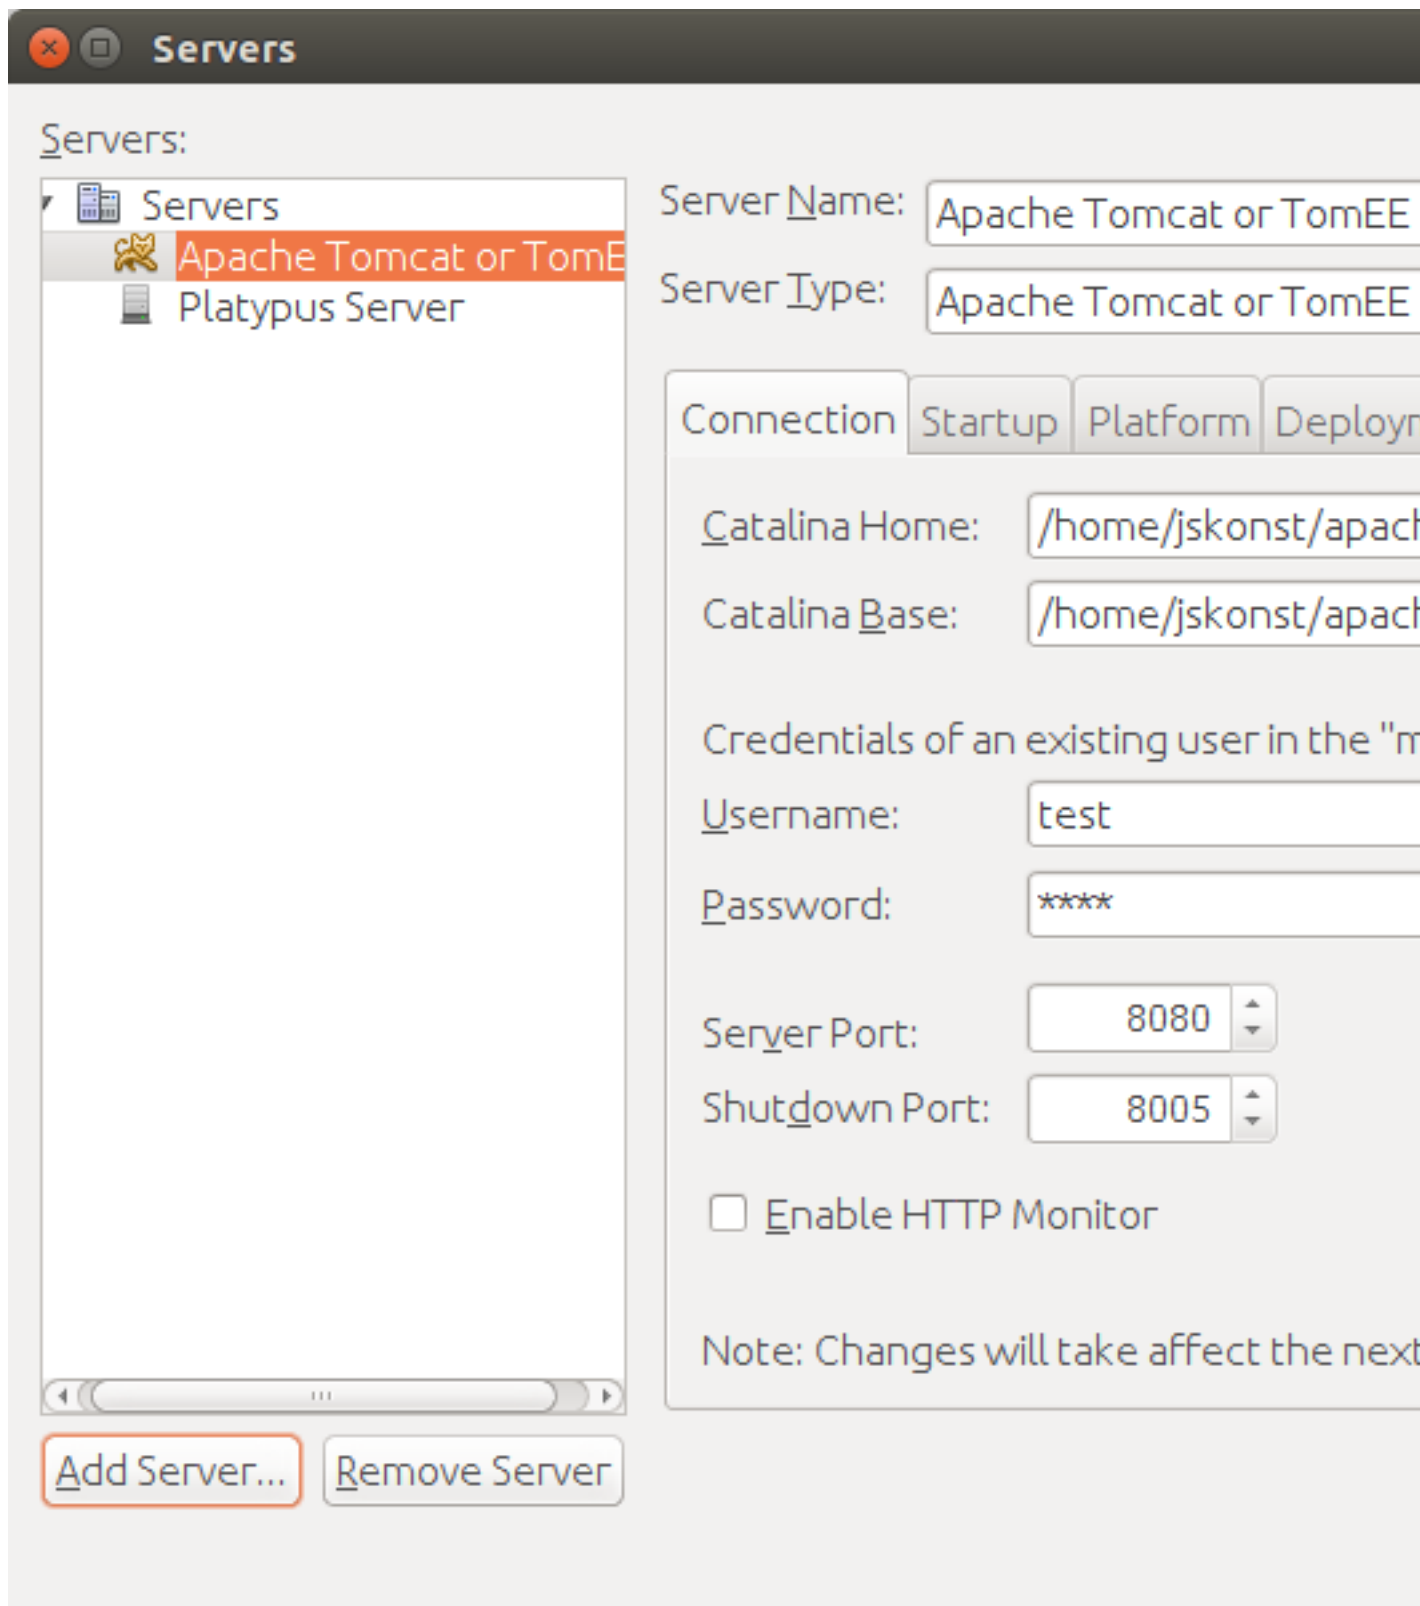 Servers
Servers:
Servers
Apache Tomcat or TomE
Platypus Server
Add Server...
Remove Server
Server Name: Apache Tomcat or TomEE
Server Type: Apache Tomcat or TomEE
Connection Startup Platform
Catalina Home: /home/jskonst/apach
Catalina Base: /home/jskonst/apach
Credentials of an existing user in the "m
Username: test
Password: ****
Server Port: 8080
Shutdown Port: 8005
Enable HTTP Monitor
Note: Changes will take affect the next